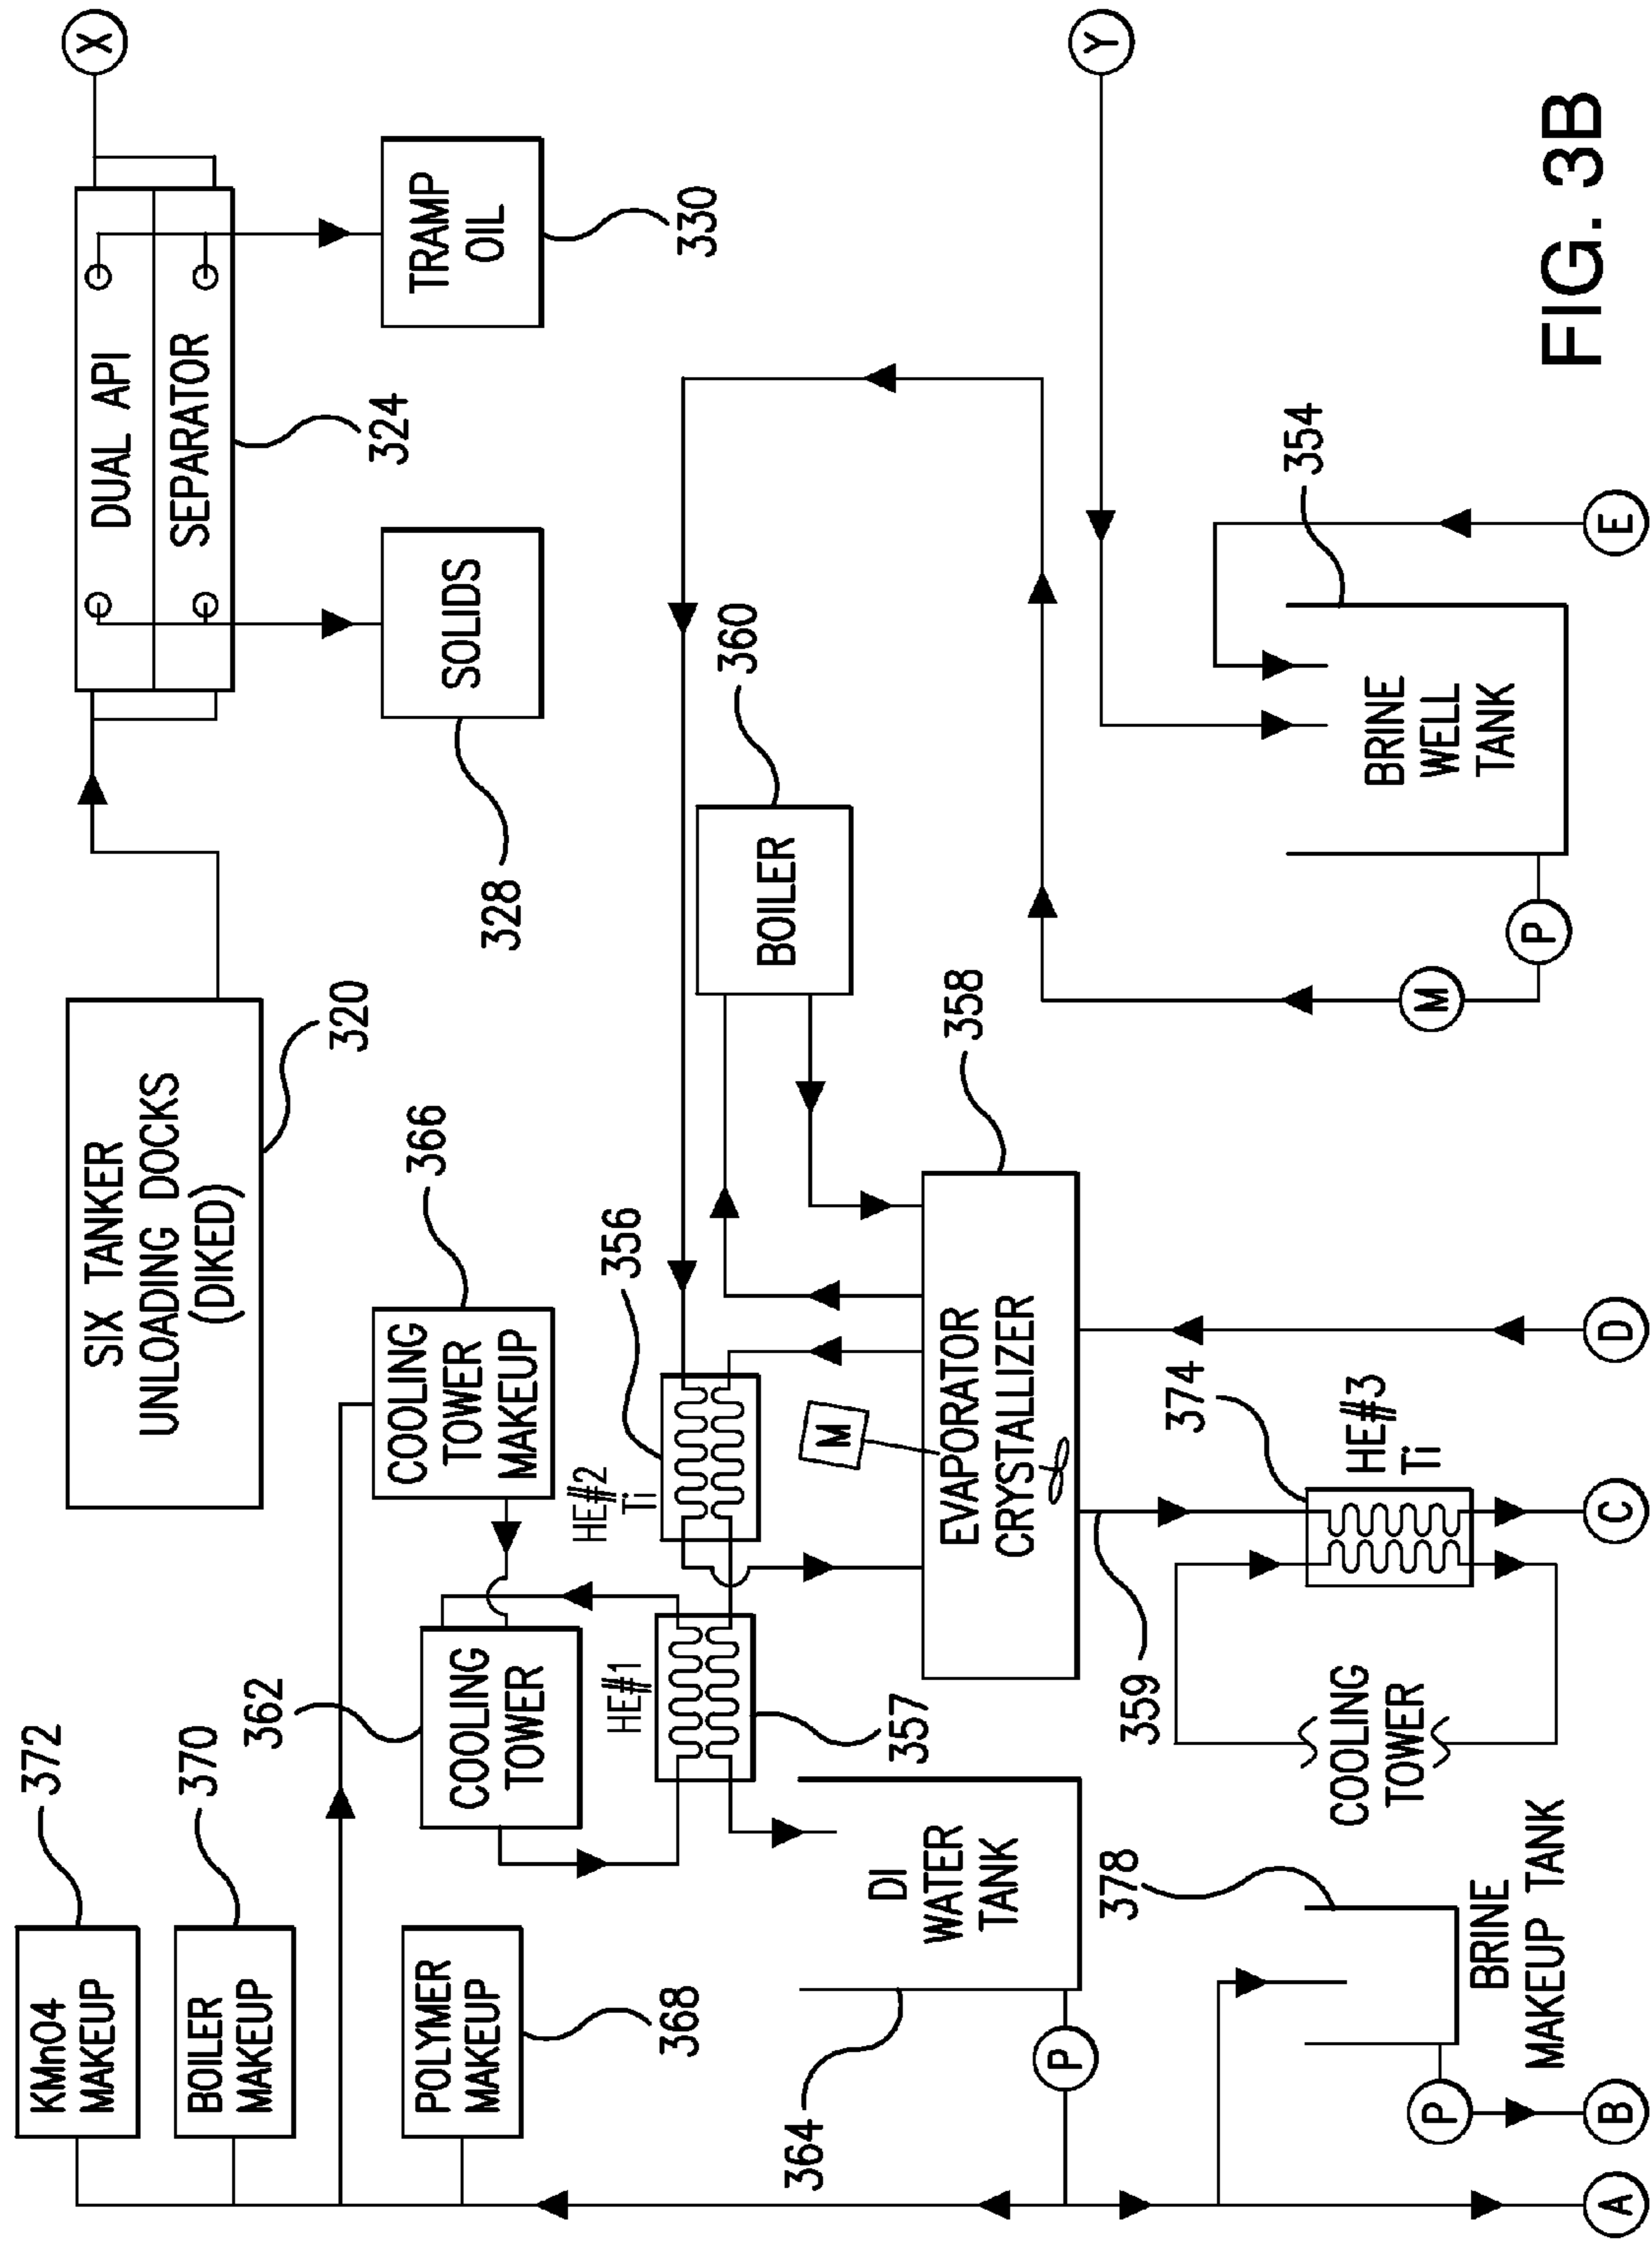 X
DUAL API
SEPARATOR
324
TRAMP
OIL
330
SOLIDS
328
SIX TANKER
UNLOADING DOCKS
(DIKED)
320
KMnO4
MAKEUP
372
BOILER
MAKEUP
370
POLYMER
MAKEUP
368
COOLING
TOWER
MAKEUP
366
COOLING
TOWER
362
HE#1
357
HE#2
Ti
356
BOILER
360
M
EVAPORATOR
CRYSTALLIZER
358
359
DI
WATER
TANK
364
P
HE#3
Ti
374
COOLING
TOWER
378
BRINE
MAKEUP TANK
P
Y
BRINE
WELL
TANK
354
P
M
A
B
C
D
E
FIG. 3B